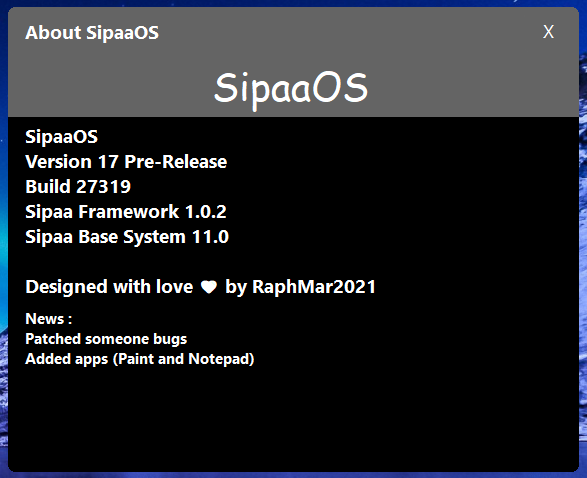 About SipaaOS X
SipaaOS
SipaaOS
Version 17 Pre-Release
Build 27319
Sipaa Framework 1.0.2
Sipaa Base System 11.0
Designed with love ❤ by RaphMar2021
News :
Patched someone bugs
Added apps (Paint and Notepad)